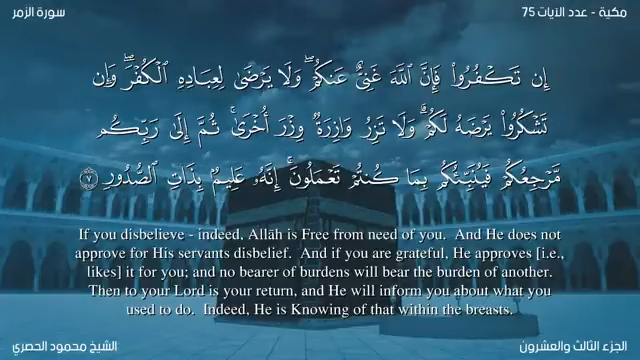 سورة الزمر
مكية - عدد الآيات 75
إِن تَكْفُرُوا۟ فَإِنَّ ٱللَّهَ غَنِىٌّ عَنكُمْ ۖ وَلَا يَرْضَىٰ لِعِبَادِهِ ٱلْكُفْرَ ۖ وَإِن
تَشْكُرُوا۟ يَرْضَهُ لَكُمْ ۗ وَلَا تَزِرُ وَازِرَةٌ وِزْرَ أُخْرَىٰ ۗ ثُمَّ إِلَىٰ رَبِّكُم
مَّرْجِعُكُمْ فَيُنَبِّئُكُم بِمَا كُنتُمْ تَعْمَلُونَ ۚ إِنَّهُۥ عَلِيمٌۢ بِذَاتِ ٱلصُّدُورِ ٧
If you disbelieve - indeed, Allāh is Free from need of you.  And He does not
approve for His servants disbelief.  And if you are grateful, He approves [i.e.,
likes] it for you; and no bearer of burdens will bear the burden of another.
Then to your Lord is your return, and He will inform you about what you
used to do.  Indeed, He is Knowing of that within the breasts.
الشيخ محمود الحصري
الجزء الثالث والعشرون